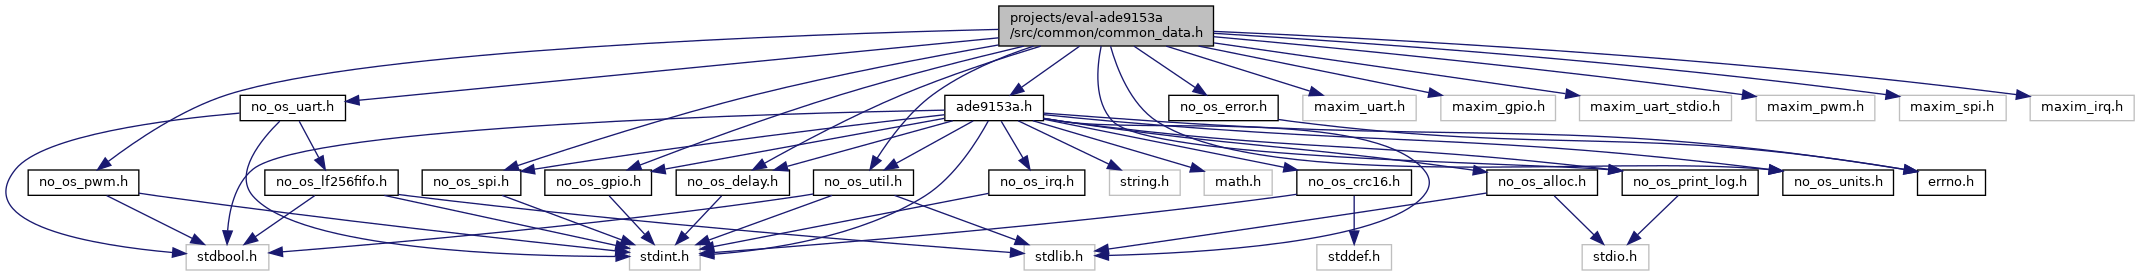 projects/eval-ade9153a
/src/common/common_data.h
no_os_uart.h
ade9153a.h
no_os_error.h
maxim_uart.h
maxim_gpio.h
maxim_uart_stdio.h
maxim_pwm.h
maxim_spi.h
maxim_irq.h
no_os_pwm.h
no_os_lf256fifo.h
no_os_spi.h
no_os_gpio.h
no_os_delay.h
no_os_util.h
no_os_irq.h
string.h
math.h
no_os_crc16.h
no_os_alloc.h
no_os_print_log.h
no_os_units.h
errno.h
stdbool.h
stdint.h
stdlib.h
stddef.h
stdio.h